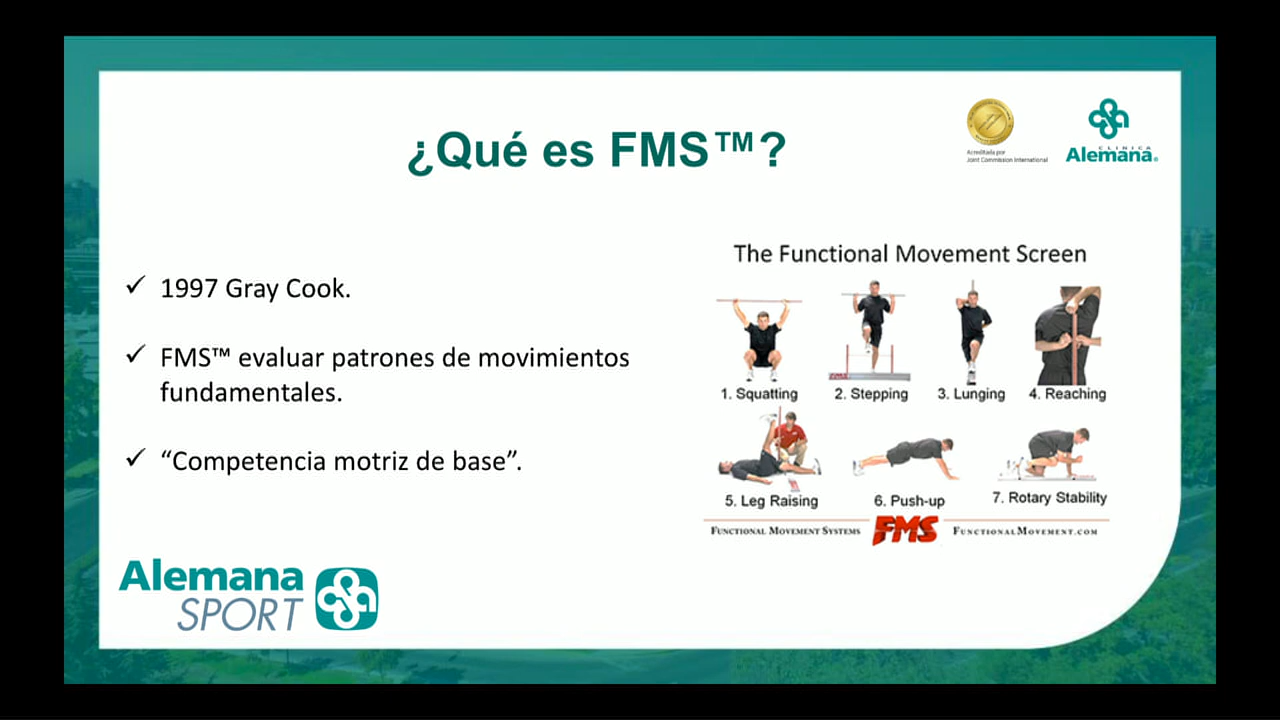 ¿Qué es FMS™?
Acreditada por
Joint Commission International
CLINICA
Alemana®
1997 Gray Cook.
FMS™ evaluar patrones de movimientos
fundamentales.
“Competencia motriz de base”.
The Functional Movement Screen
1. Squatting
2. Stepping
3. Lunging
4. Reaching
5. Leg Raising
6. Push-up
7. Rotary Stability
FUNCTIONAL MOVEMENT SYSTEMS
FMS
FUNCTIONALMOVEMENT.COM
Alemana
SPORT